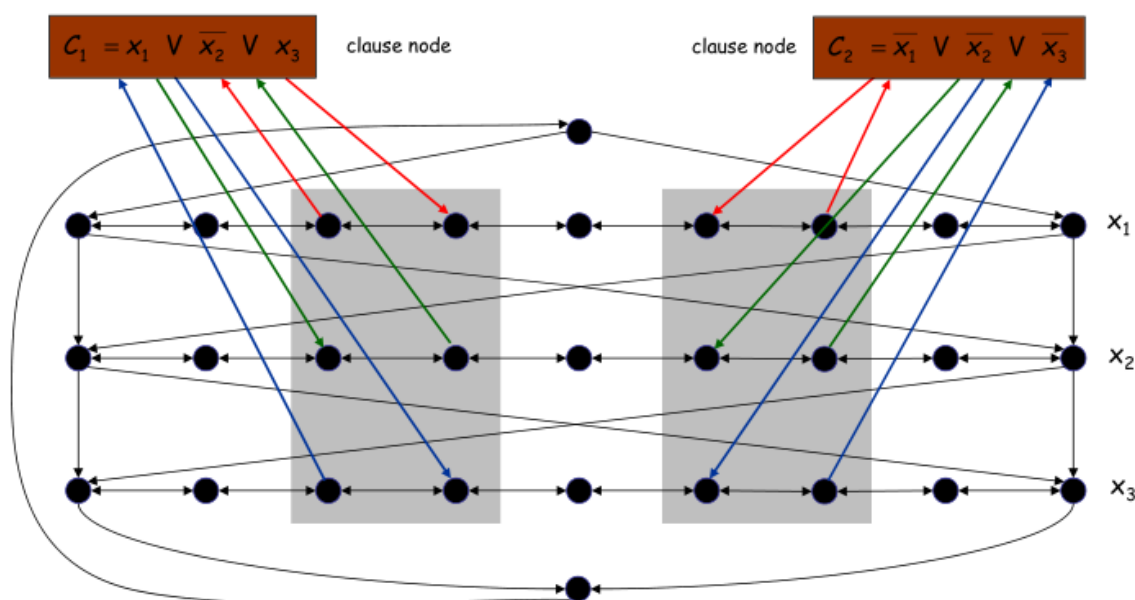 C₁ = x₁ V x̅₂ V x₃
clause node
clause node
C₂ = x̅₁ V x̅₂ V x̅₃
x₁
x₂
x₃